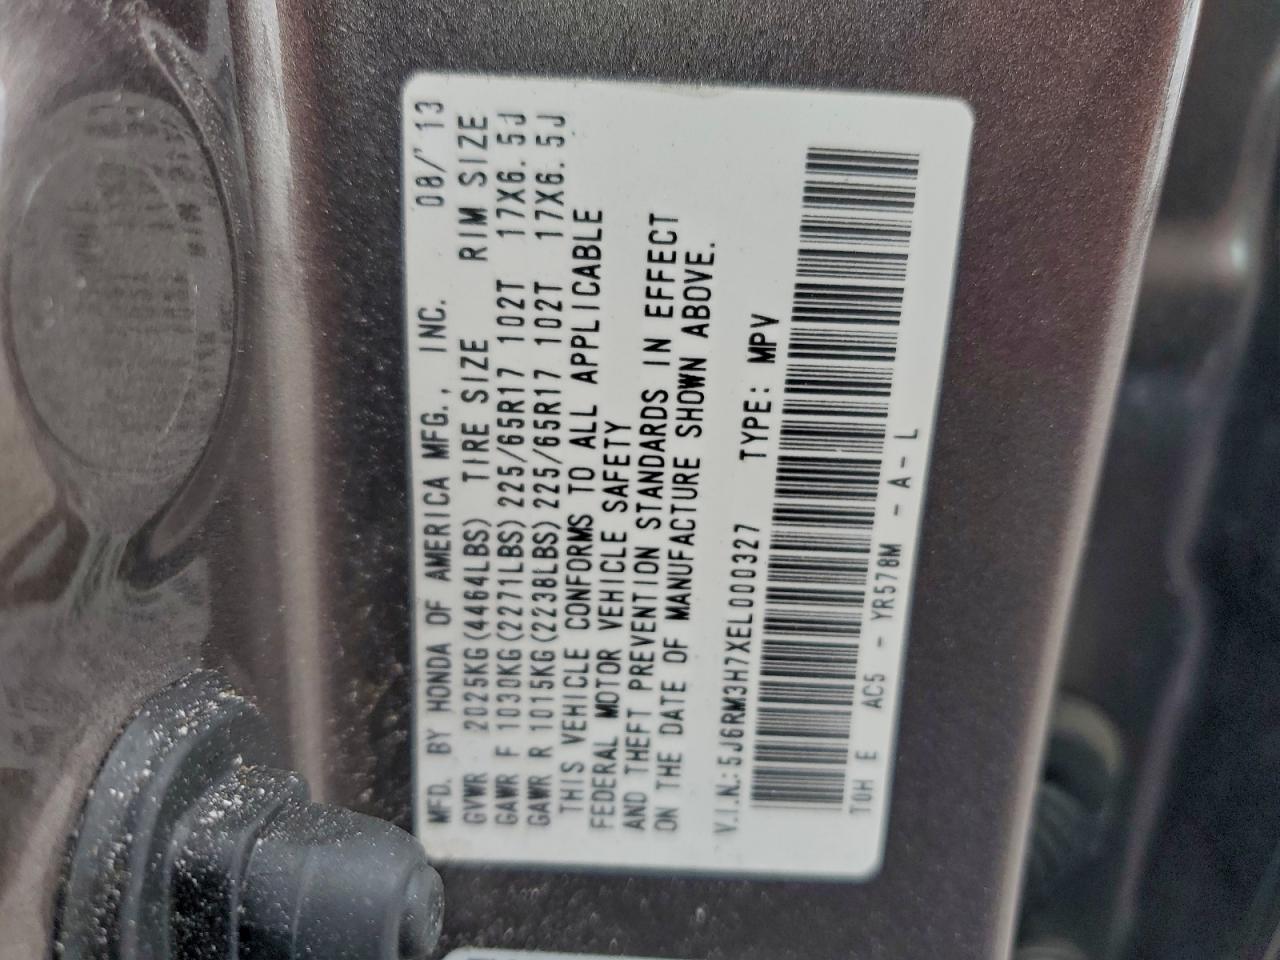 MFD. BY HONDA OF AMERICA MFG., INC. 08/'13
GVWR 2025KG(4464LBS) TIRE SIZE RIM SIZE
GAWR F 1030KG(2271LBS) 225/65R17 102T 17X6.5J
GAWR R 1015KG(2238LBS) 225/65R17 102T 17X6.5J
THIS VEHICLE CONFORMS TO ALL APPLICABLE
FEDERAL MOTOR VEHICLE SAFETY
AND THEFT PREVENTION STANDARDS IN EFFECT
ON THE DATE OF MANUFACTURE SHOWN ABOVE.
V.I.N.:5J6RM3H7XEL000327 TYPE: MPV
T0H E AC5 - YR578M - A - L